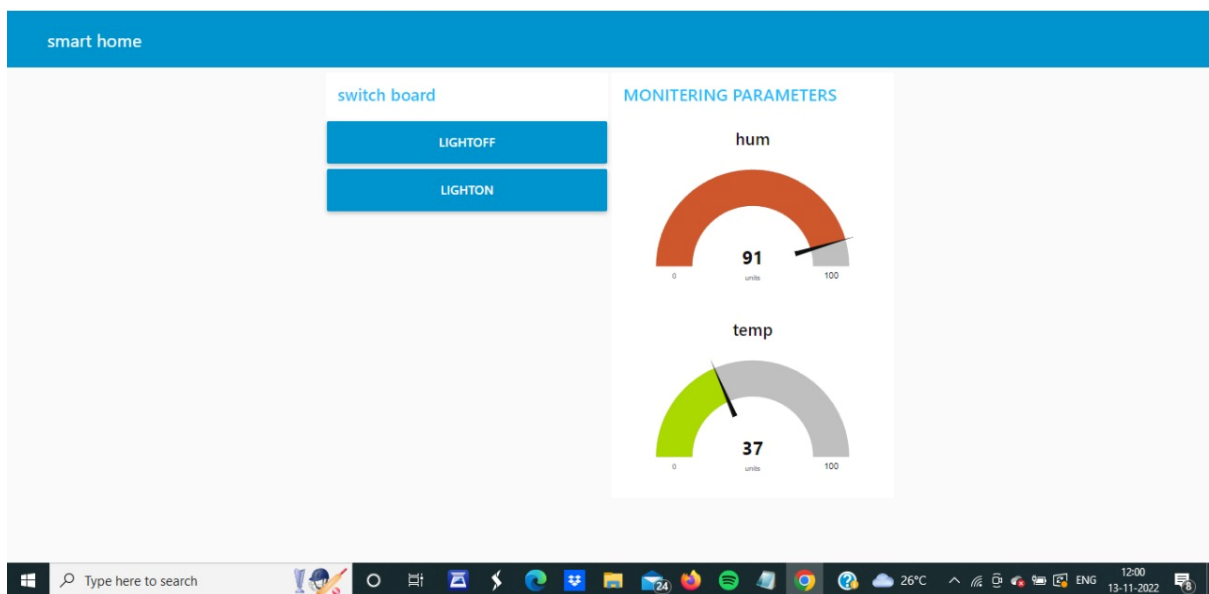 smart home
switch board
LIGHTOFF
LIGHTON
MONITERING PARAMETERS
hum
91
units
0
100
temp
37
units
0
100
Type here to search
24
26°C
ENG
12:00
13-11-2022
8